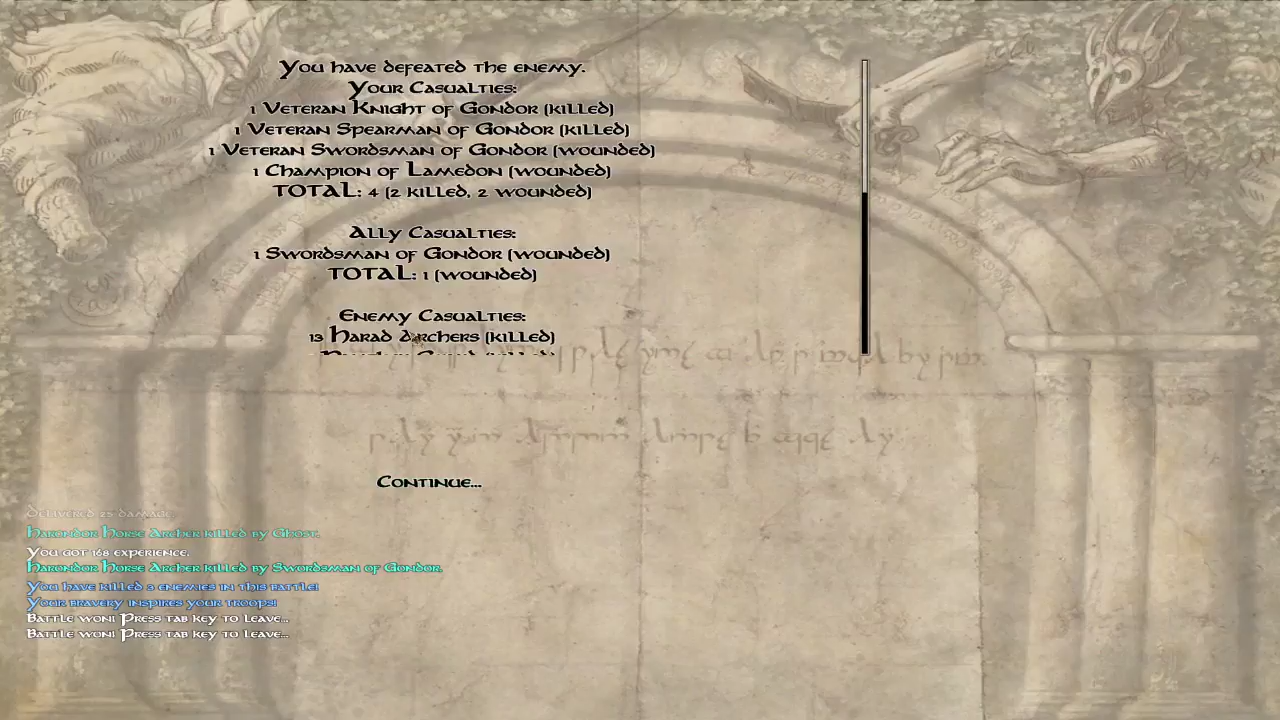 You have defeated the enemy.
Your Casualties:
1 Veteran Knight of Gondor (killed)
1 Veteran Spearman of Gondor (killed)
1 Veteran Swordsman of Gondor (wounded)
1 Champion of Lamedon (wounded)
TOTAL: 4 (2 killed, 2 wounded)
Ally Casualties:
1 Swordsman of Gondor (wounded)
TOTAL: 1 (wounded)
Enemy Casualties:
13 Harad Archers (killed)
Continue...
Delivered 25 damage.
Harondor Horse Archer killed by Ghost.
You got 168 experience.
Harondor Horse Archer killed by Swordsman of Gondor.
You have killed 3 enemies in this battle!
Your bravery inspires your troops!
Battle won! Press tab key to leave...
Battle won! Press tab key to leave...